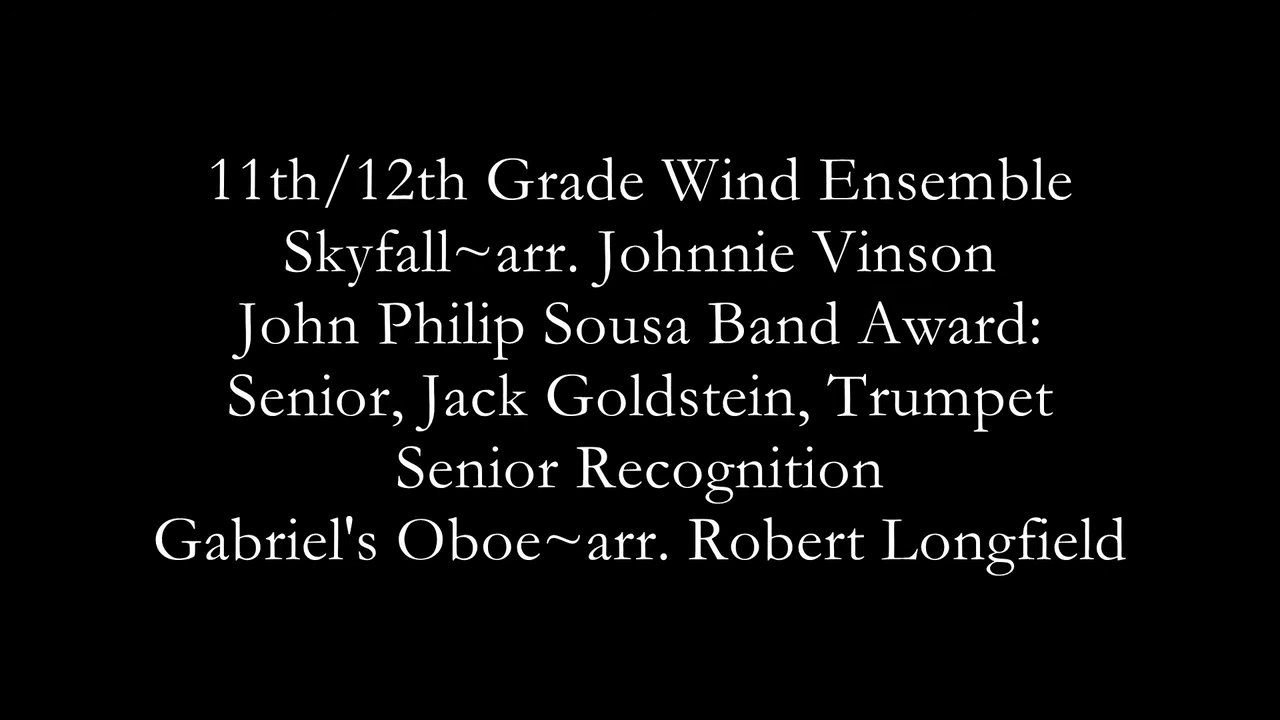 11th/12th Grade Wind Ensemble
Skyfall~arr. Johnnie Vinson
John Philip Sousa Band Award:
Senior, Jack Goldstein, Trumpet
Senior Recognition
Gabriel's Oboe~arr. Robert Longfield